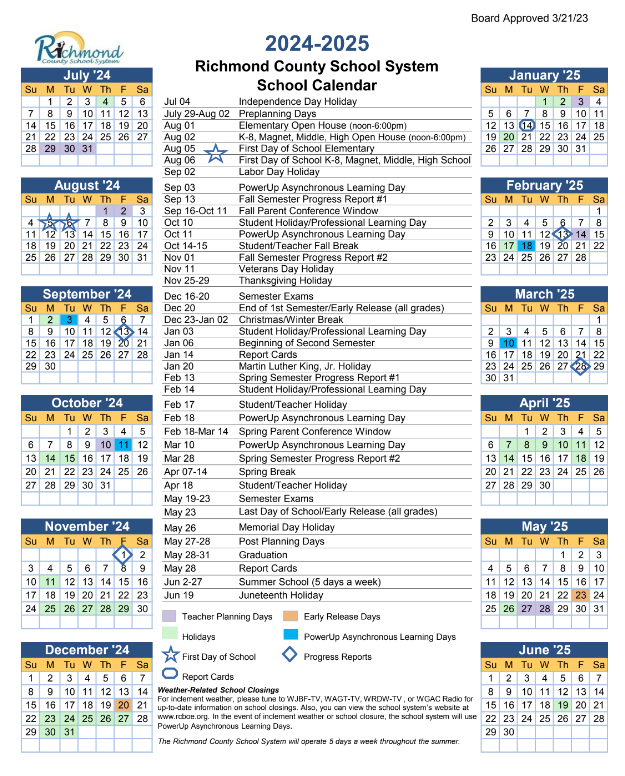 Board Approved 3/21/23
Richmond
County School System
2024-2025
Richmond County School System
School Calendar
July '24
Su M Tu W Th F Sa
1 2 3 4 5 6
7 8 9 10 11 12 13
14 15 16 17 18 19 20
21 22 23 24 25 26 27
28 29 30 31
August '24
Su M Tu W Th F Sa
1 2 3
4 5 6 7 8 9 10
11 12 13 14 15 16 17
18 19 20 21 22 23 24
25 26 27 28 29 30 31
September '24
Su M Tu W Th F Sa
1 2 3 4 5 6 7
8 9 10 11 12 13 14
15 16 17 18 19 20 21
22 23 24 25 26 27 28
29 30
October '24
Su M Tu W Th F Sa
1 2 3 4 5
6 7 8 9 10 11 12
13 14 15 16 17 18 19
20 21 22 23 24 25 26
27 28 29 30 31
November '24
Su M Tu W Th F Sa
1 2
3 4 5 6 7 8 9
10 11 12 13 14 15 16
17 18 19 20 21 22 23
24 25 26 27 28 29 30
December '24
Su M Tu W Th F Sa
1 2 3 4 5 6 7
8 9 10 11 12 13 14
15 16 17 18 19 20 21
22 23 24 25 26 27 28
29 30 31
Jul 04 Independence Day Holiday
July 29-Aug 02 Preplanning Days
Aug 01 Elementary Open House (noon-6:00pm)
Aug 02 K-8, Magnet, Middle, High Open House (noon-6:00pm)
Aug 05 First Day of School Elementary
Aug 06 First Day of School K-8, Magnet, Middle, High School
Sep 02 Labor Day Holiday
Sep 03 PowerUp Asynchronous Learning Day
Sep 13 Fall Semester Progress Report #1
Sep 16-Oct 11 Fall Parent Conference Window
Oct 10 Student Holiday/Professional Learning Day
Oct 11 PowerUp Asynchronous Learning Day
Oct 14-15 Student/Teacher Fall Break
Nov 01 Fall Semester Progress Report #2
Nov 11 Veterans Day Holiday
Nov 25-29 Thanksgiving Holiday
Dec 16-20 Semester Exams
Dec 20 End of 1st Semester/Early Release (all grades)
Dec 23-Jan 02 Christmas/Winter Break
Jan 03 Student Holiday/Professional Learning Day
Jan 06 Beginning of Second Semester
Jan 14 Report Cards
Jan 20 Martin Luther King, Jr. Holiday
Feb 13 Spring Semester Progress Report #1
Feb 14 Student Holiday/Professional Learning Day
Feb 17 Student/Teacher Holiday
Feb 18 PowerUp Asynchronous Learning Day
Feb 18-Mar 14 Spring Parent Conference Window
Mar 10 PowerUp Asynchronous Learning Day
Mar 28 Spring Semester Progress Report #2
Apr 07-14 Spring Break
Apr 18 Student/Teacher Holiday
May 19-23 Semester Exams
May 23 Last Day of School/Early Release (all grades)
May 26 Memorial Day Holiday
May 27-28 Post Planning Days
May 28-31 Graduation
May 28 Report Cards
Jun 2-27 Summer School (5 days a week)
Jun 19 Juneteenth Holiday
Teacher Planning Days Early Release Days
Holidays PowerUp Asynchronous Learning Days
First Day of School Progress Reports
Report Cards
Weather-Related School Closings
For indement weather, please tune to WJBF-TV, WAGT-TV, WRDW-TV , or WGAC Radio for
up-to-date information on school closings. Also, you can view the school system's website at
www.rcboe.org. In the event of inclement weather or school closure, the school system will use
PowerUp Asynchronous Learning Days.
The Richmond County School System will operate 5 days a week throughout the summer.
January '25
Su M Tu W Th F Sa
1 2 3 4
5 6 7 8 9 10 11
12 13 14 15 16 17 18
19 20 21 22 23 24 25
26 27 28 29 30 31
February '25
Su M Tu W Th F Sa
1
2 3 4 5 6 7 8
9 10 11 12 13 14 15
16 17 18 19 20 21 22
23 24 25 26 27 28
March '25
Su M Tu W Th F Sa
1
2 3 4 5 6 7 8
9 10 11 12 13 14 15
16 17 18 19 20 21 22
23 24 25 26 27 28 29
30 31
April '25
Su M Tu W Th F Sa
1 2 3 4 5
6 7 8 9 10 11 12
13 14 15 16 17 18 19
20 21 22 23 24 25 26
27 28 29 30
May '25
Su M Tu W Th F Sa
1 2 3
4 5 6 7 8 9 10
11 12 13 14 15 16 17
18 19 20 21 22 23 24
25 26 27 28 29 30 31
June '25
Su M Tu W Th F Sa
1 2 3 4 5 6 7
8 9 10 11 12 13 14
15 16 17 18 19 20 21
22 23 24 25 26 27 28
29 30